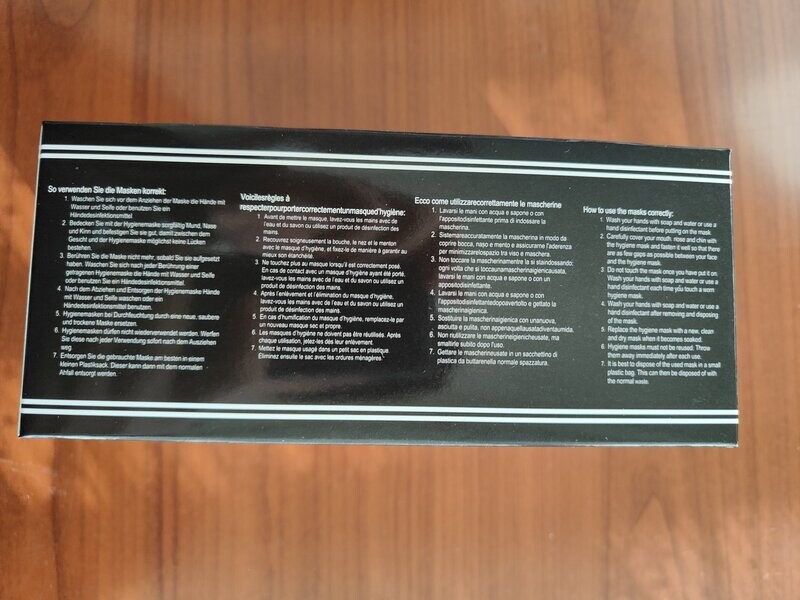 So verwenden Sie die Masken korrekt:
1. Waschen Sie sich vor dem Anziehen der Maske die Hände mit
Wasser und Seife oder benutzen Sie ein
Händedesinfektionsmittel.
2. Bedecken Sie mit der Hygienemaske sorgfältig Mund, Nase
und Kinn und befestigen Sie sie gut, damit zwischen dem
Gesicht und der Hygienemaske möglichst keine Lücken
bestehen.
3. Berühren Sie die Maske nicht mehr, sobald Sie sie aufgesetzt
haben. Waschen Sie sich nach jeder Berührung einer
getragenen Hygienemaske die Hände mit Wasser und Seife
oder benutzen Sie ein Händedesinfektionsmittel.
4. Nach dem Abziehen und Entsorgen der Hygienemaske Hände
mit Wasser und Seife waschen oder ein
Händedesinfektionsmittel benutzen.
5. Hygienemasken bei Durchfeuchtung durch eine neue, saubere
und trockene Maske ersetzen.
6. Hygienemasken dürfen nicht wiederverwendet werden. Werfen
Sie diese nach jeder Verwendung sofort nach dem Ausziehen
weg.
7. Entsorgen Sie die gebrauchte Maske am besten in einem
kleinen Plastiksack. Dieser kann dann mit dem normalen
Abfall entsorgt werden.
Voicilesrègles à
respecterpourportercorrectementunmasqued'hygiène:
1. Avant de mettre le masque, lavez-vous les mains avec de
l'eau et du savon ou utilisez un produit de désinfection des
mains.
2. Recouvrez soigneusement la bouche, le nez et le menton
avec le masque d'hygiène, et fixez-le de manière à garantir au
mieux son étanchéité.
3. Ne touchez plus au masque lorsqu'il est correctement posé.
En cas de contact avec un masque d'hygiène ayant été porté,
lavez-vous les mains avec de l'eau et du savon ou utilisez un
produit de désinfection des mains.
4. Après l'enlèvement et l'élimination du masque d'hygiène,
lavez-vous les mains avec de l'eau et du savon ou utilisez un
produit de désinfection des mains.
5. En cas d'humification du masque d'hygiène, remplacez-le par
un nouveau masque sec et propre.
6. Les masques d'hygiène ne doivent pas être réutilisés. Après
chaque utilisation, jetez-les dès leur enlèvement.
7. Mettez le masque usagé dans un petit sac en plastique.
Éliminez ensuite le sac avec les ordures ménagères."
Ecco come utilizzarecorrettamente le mascherine
1. Lavarsi le mani con acqua e sapone o con
l'appositodisinfettante prima di indossare la
mascherina.
2. Sistemareaccuratamente la mascherina in modo da
coprire bocca, naso e mento e assicurarne l'aderenza
per minimizzarelospazio tra viso e maschera.
3. Non toccare la mascherinamentre la si standossando:
ogni volta che si toccaunamascherinaigienicausata,
lavarsi le mani con acqua e sapone o con un
appositodisinfettante.
4. Lavarsi le mani con acqua e sapone o con
l'appositodisinfettantedopoavertolto e gettato la
mascherinaigienica.
5. Sostituire la mascherinaigienica con unanuova,
asciutta e pulita, non appenaquellausatadiventaumida.
6. Non riutilizzare le mascherineigienicheusate, ma
smaltirle subito dopo l'uso.
7. Gettare le mascherineusate in un sacchettino di
plastica da buttarenella normale spazzatura.
How to use the masks correctly:
1. Wash your hands with soap and water or use a
hand disinfectant before putting on the mask.
2. Carefully cover your mouth, nose and chin with
the hygiene mask and fasten it well so that there
are as few gaps as possible between your face
and the hygiene mask.
3. Do not touch the mask once you have put it on.
Wash your hands with soap and water or use a
hand disinfectant each time you touch a worn
hygiene mask.
4. Wash your hands with soap and water or use a
hand disinfectant after removing and disposing
of the mask.
5. Replace the hygiene mask with a new, clean
and dry mask when it becomes soaked.
6. Hygiene masks must not be reused. Throw
them away immediately after each use.
7. It is best to dispose of the used mask in a small
plastic bag. This can then be disposed of with
the normal waste.